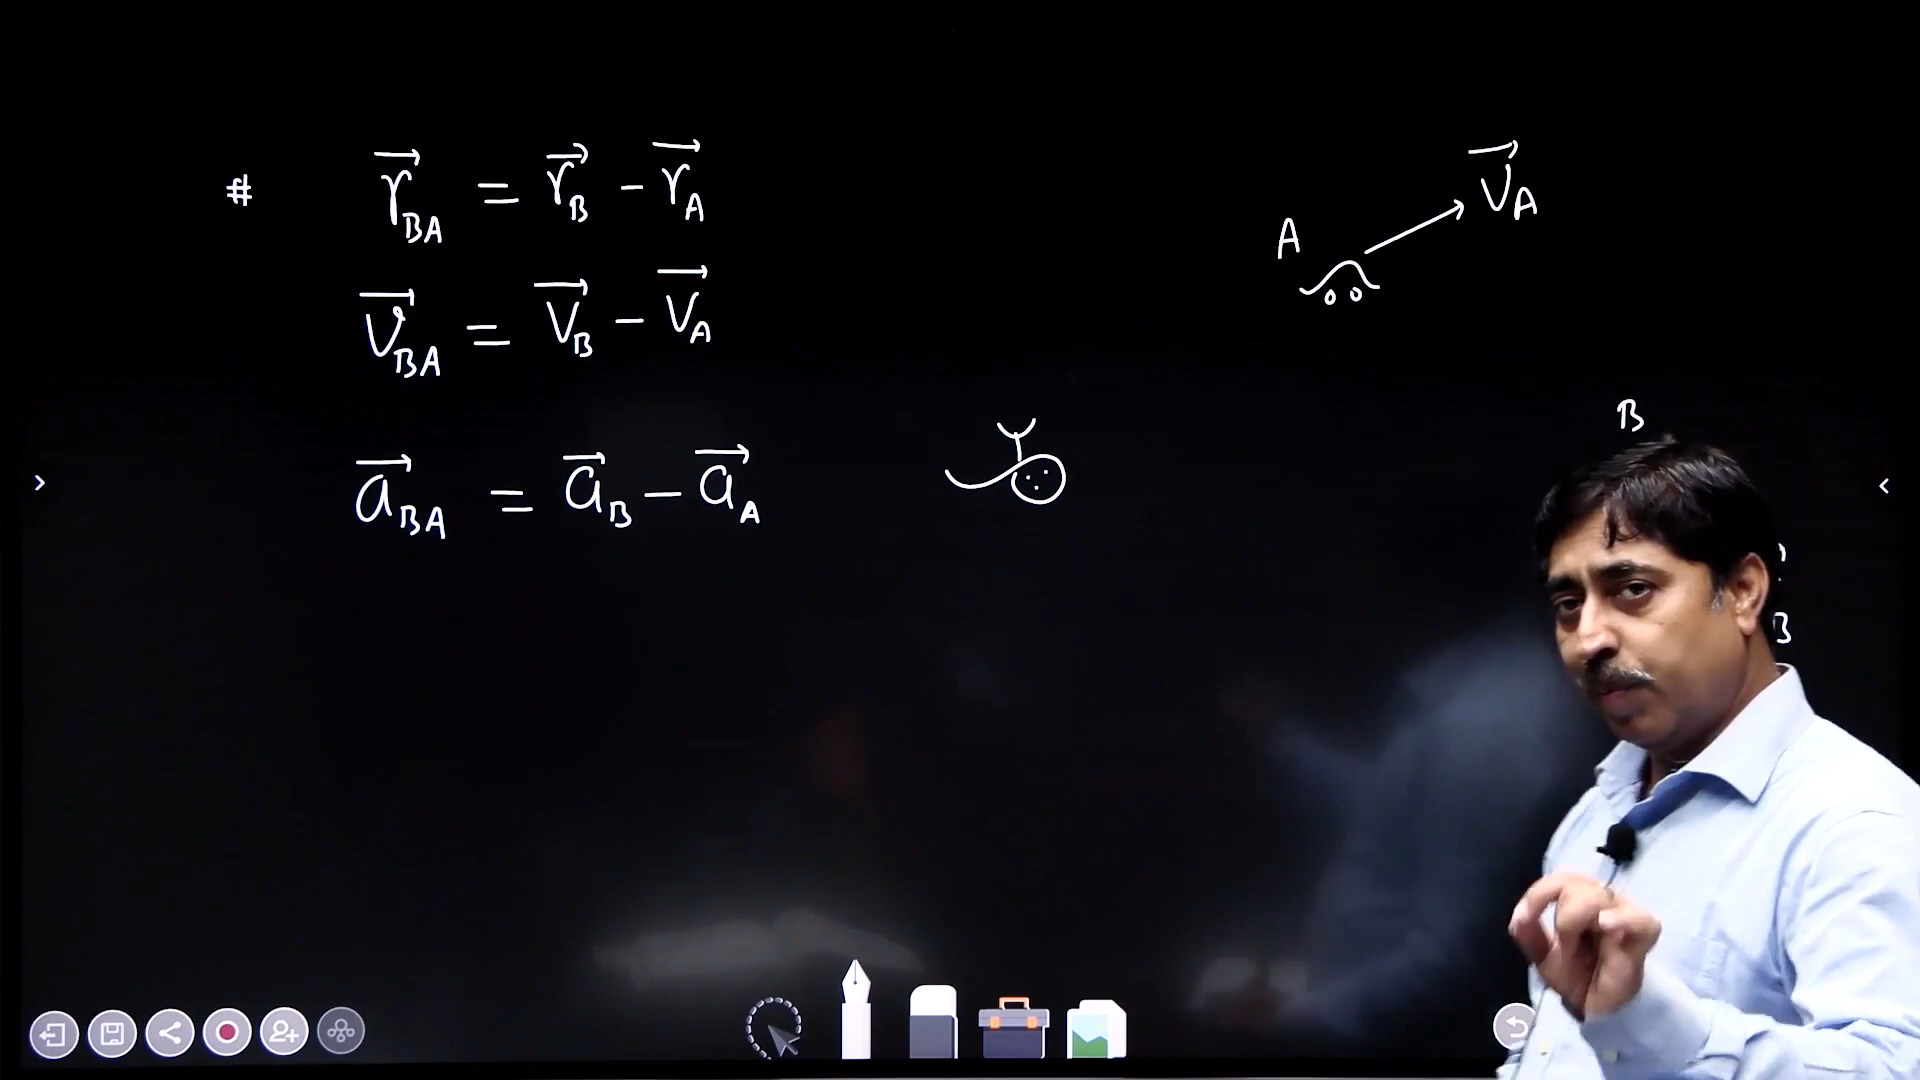 # r⃗_BA = r⃗_B - r⃗_A
V⃗_A
A
V⃗_BA = V⃗_B - V⃗_A
B
a⃗_BA = a⃗_B - a⃗_A
B